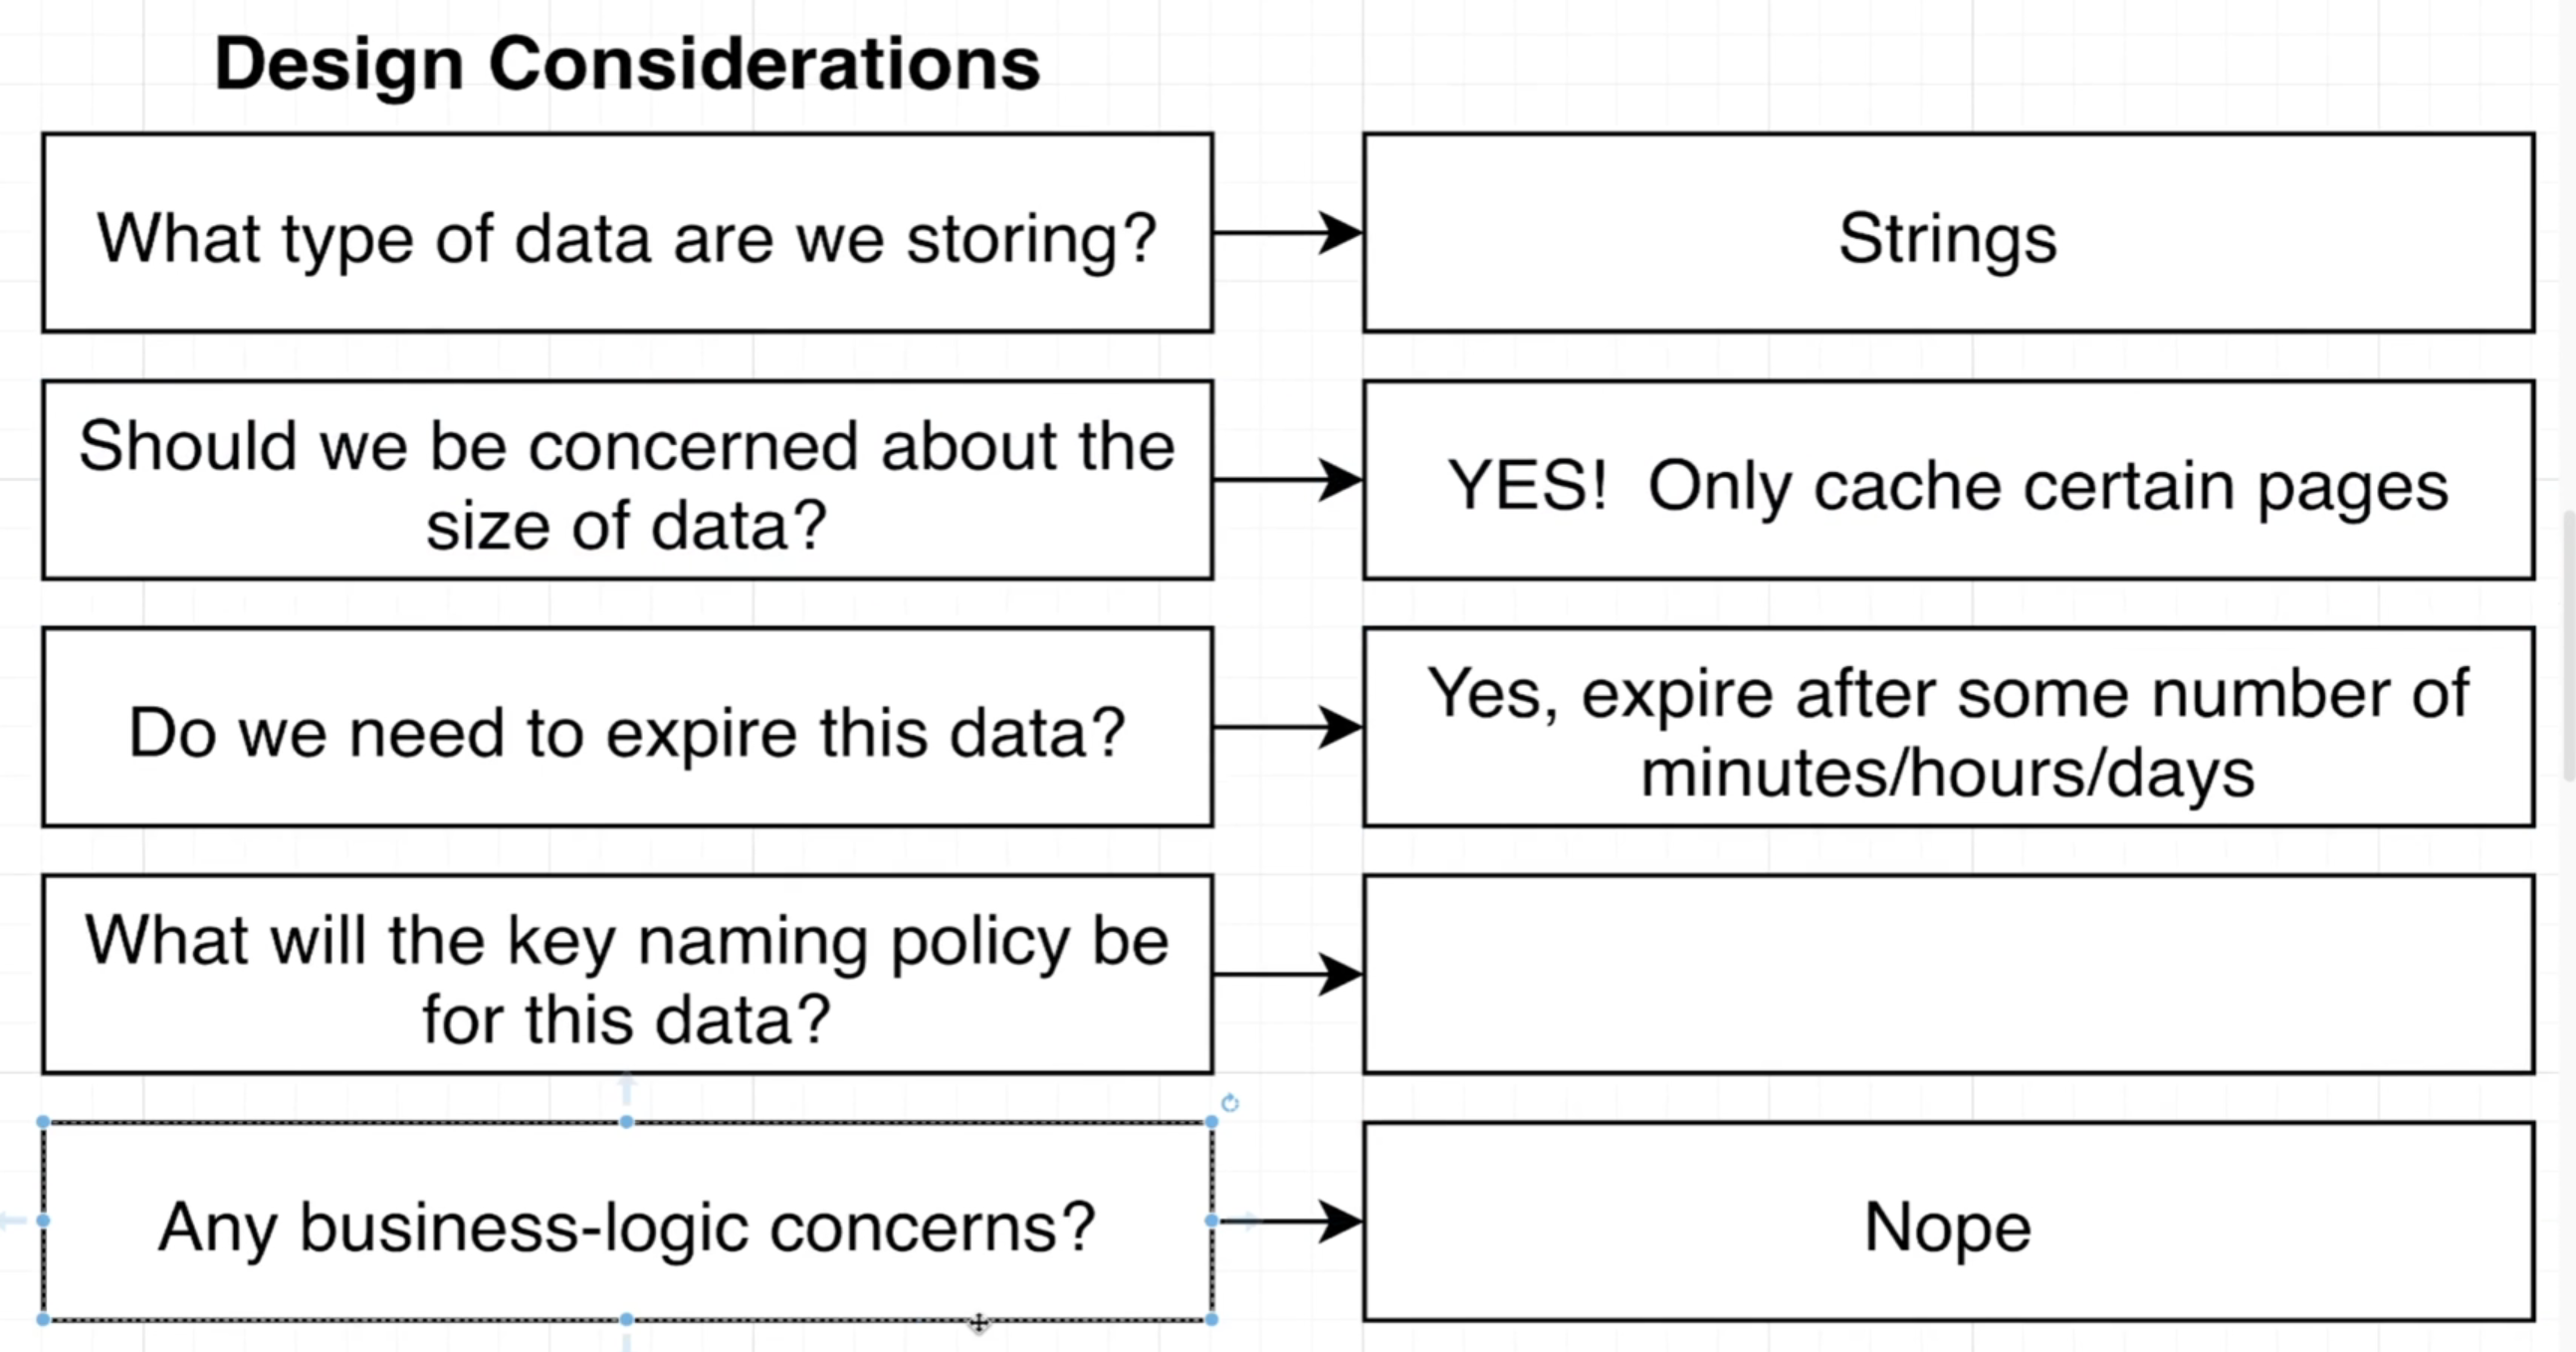 Design Considerations
What type of data are we storing?
Strings
Should we be concerned about the
size of data?
YES!  Only cache certain pages
Do we need to expire this data?
Yes, expire after some number of
minutes/hours/days
What will the key naming policy be
for this data?
Any business-logic concerns?
Nope